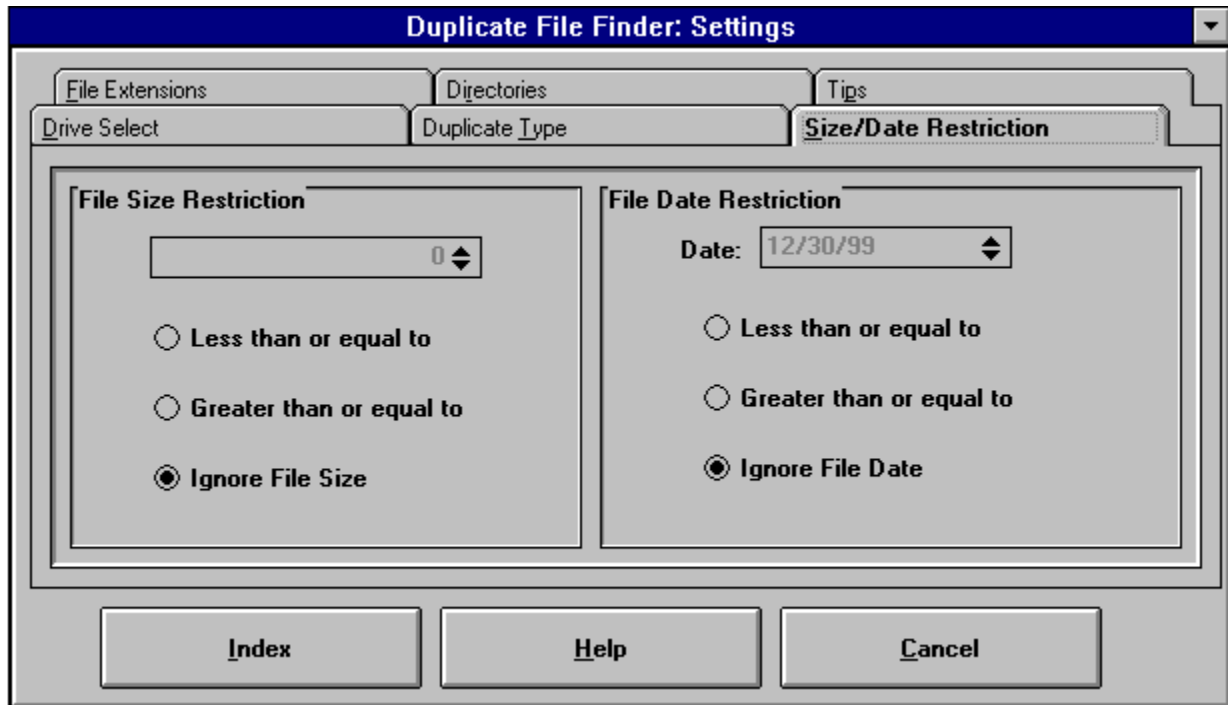 Duplicate File Finder: Settings
File Extensions
Directories
Tips
Drive Select
Duplicate Type
Size/Date Restriction
File Size Restriction
0
Less than or equal to
Greater than or equal to
Ignore File Size
File Date Restriction
Date: 12/30/99
Less than or equal to
Greater than or equal to
Ignore File Date
Index
Help
Cancel